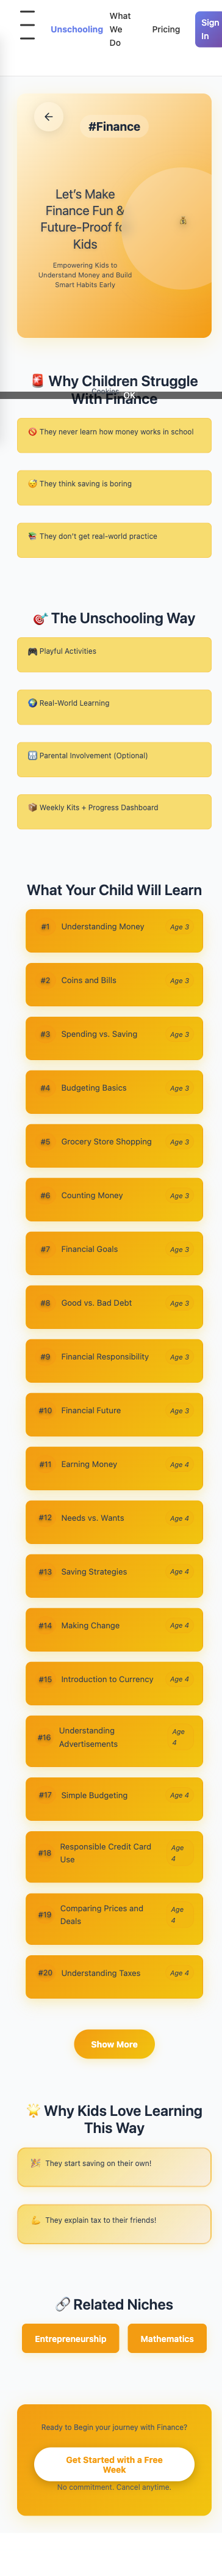 Unschooling
What
We
Do
Pricing
Sign
In
#Finance
Let's Make
Finance Fun &
Future-Proof for
Kids
Empowering Kids to
Understand Money and Build
Smart Habits Early
🚨 Why Children Struggle
With Finance
Cookies
OK
🚫 They never learn how money works in school
😴 They think saving is boring
📚 They don't get real-world practice
🎯 The Unschooling Way
🎮 Playful Activities
🌍 Real-World Learning
Parental Involvement (Optional)
📦 Weekly Kits + Progress Dashboard
What Your Child Will Learn
#1 Understanding Money Age 3
#2 Coins and Bills Age 3
#3 Spending vs. Saving Age 3
#4 Budgeting Basics Age 3
#5 Grocery Store Shopping Age 3
#6 Counting Money Age 3
#7 Financial Goals Age 3
#8 Good vs. Bad Debt Age 3
#9 Financial Responsibility Age 3
#10 Financial Future Age 3
#11 Earning Money Age 4
#12 Needs vs. Wants Age 4
#13 Saving Strategies Age 4
#14 Making Change Age 4
#15 Introduction to Currency Age 4
#16 Understanding
Advertisements
Age
4
#17 Simple Budgeting Age 4
#18 Responsible Credit Card
Use
Age
4
#19 Comparing Prices and
Deals
Age
4
#20 Understanding Taxes Age 4
Show More
🌟 Why Kids Love Learning
This Way
They start saving on their own!
💪 They explain tax to their friends!
🔗 Related Niches
Entrepreneurship
Mathematics
Ready to Begin your journey with Finance?
Get Started with a Free
Week
No commitment. Cancel anytime.